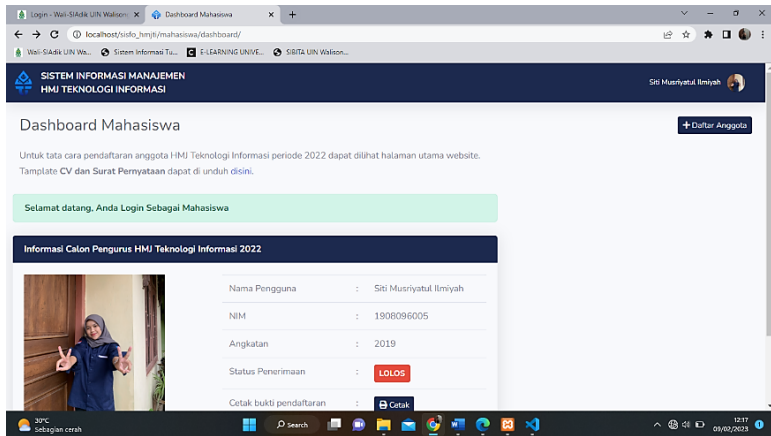 Login - Wali-SIAdik UIN Walison
Dashboard Mahasiswa
localhost/sisfo_hmjti/mahasiswa/dashboard/
Wali-SIAdik UIN Wa...
Sistem Informasi Tu...
E-LEARNING UNIVE...
SIBITA UIN Walison...
SISTEM INFORMASI MANAJEMEN
HMJ TEKNOLOGI INFORMASI
Siti Musriyatul Ilmiyah
Dashboard Mahasiswa
+ Daftar Anggota
Untuk tata cara pendaftaran anggota HMJ Teknologi Informasi periode 2022 dapat dilihat halaman utama website.
Tamplate CV dan Surat Pernyataan dapat di unduh disini.
Selamat datang, Anda Login Sebagai Mahasiswa
Informasi Calon Pengurus HMJ Teknologi Informasi 2022
Nama Pengguna : Siti Musriyatul Ilmiyah
NIM : 1908096005
Angkatan : 2019
Status Penerimaan : LOLOS
Cetak bukti pendaftaran : Cetak
30°C
Sebagian cerah
Search
12:17
09/02/2023